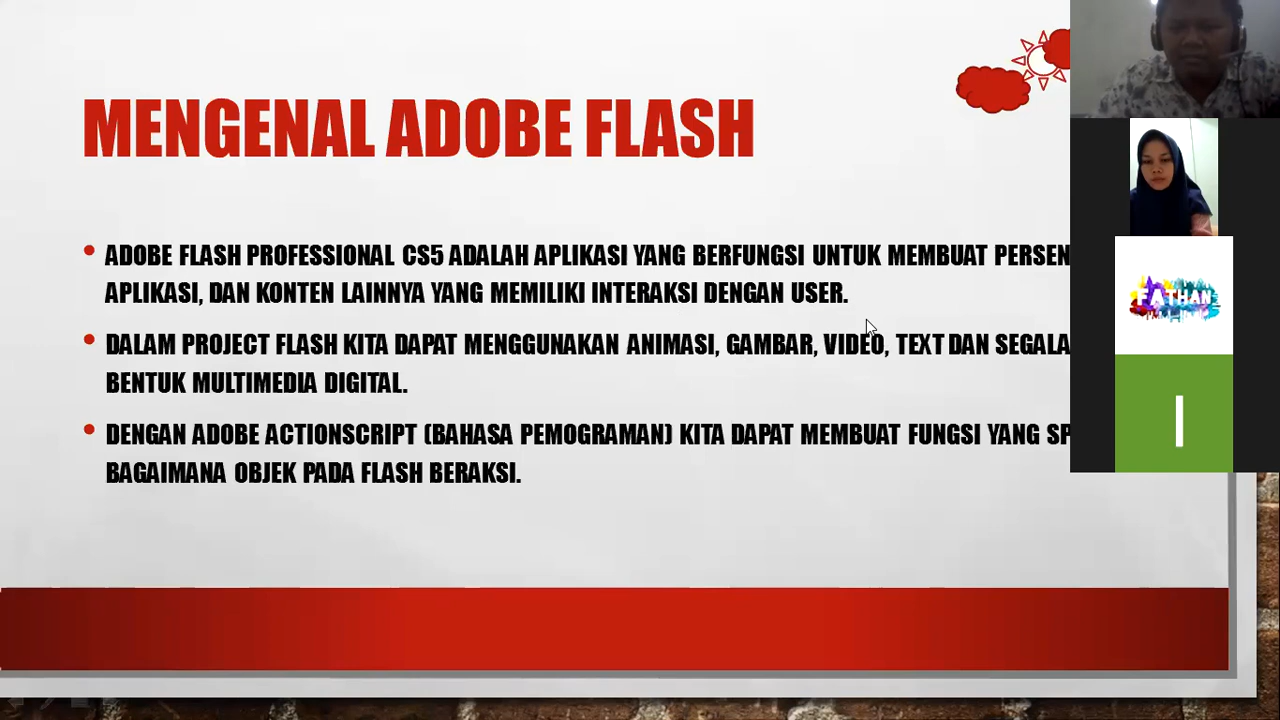 MENGENAL ADOBE FLASH
• ADOBE FLASH PROFESSIONAL CS5 ADALAH APLIKASI YANG BERFUNGSI UNTUK MEMBUAT
APLIKASI, DAN KONTEN LAINNYA YANG MEMILIKI INTERAKSI DENGAN USER.
• DALAM PROJECT FLASH KITA DAPAT MENGGUNAKAN ANIMASI, GAMBAR, VIDEO, TEXT DAN SEGALA
BENTUK MULTIMEDIA DIGITAL.
• DENGAN ADOBE ACTIONSCRIPT (BAHASA PEMOGRAMAN) KITA DAPAT MEMBUAT FUNGSI YANG
BAGAIMANA OBJEK PADA FLASH BERAKSI.
FATHAN
I